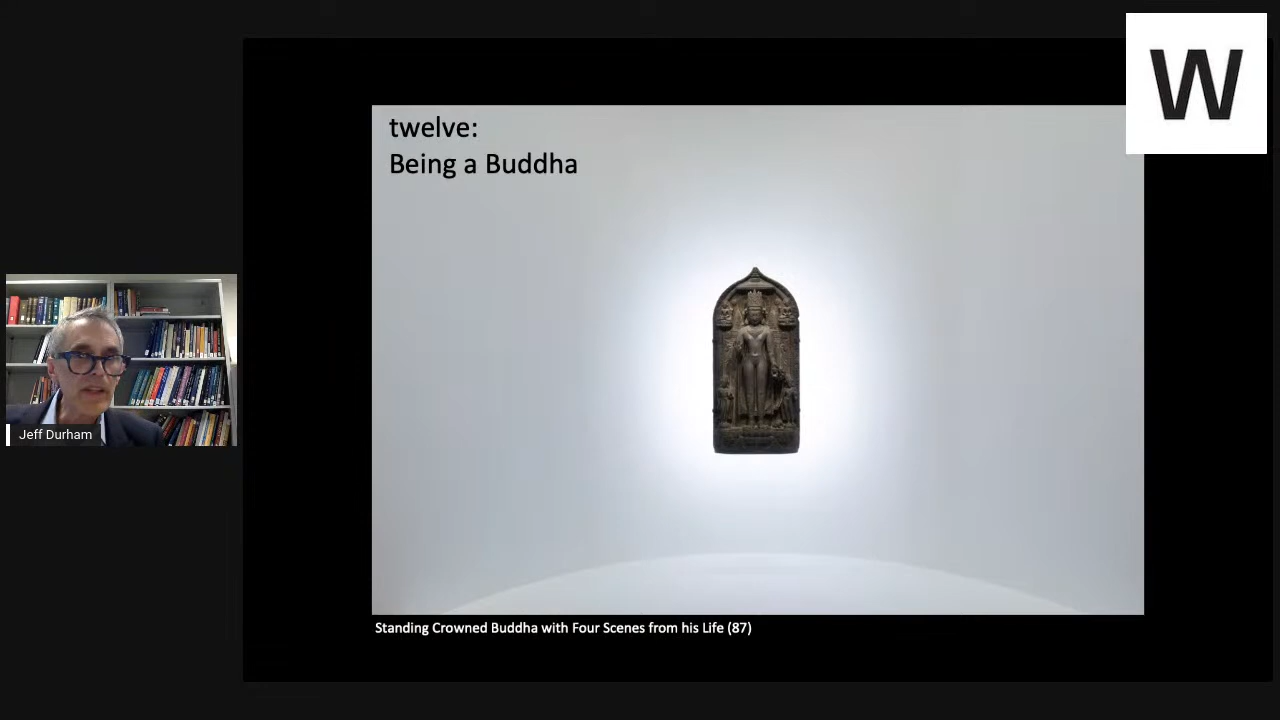 W
twelve:
Being a Buddha
Jeff Durham
Standing Crowned Buddha with Four Scenes from his Life (87)